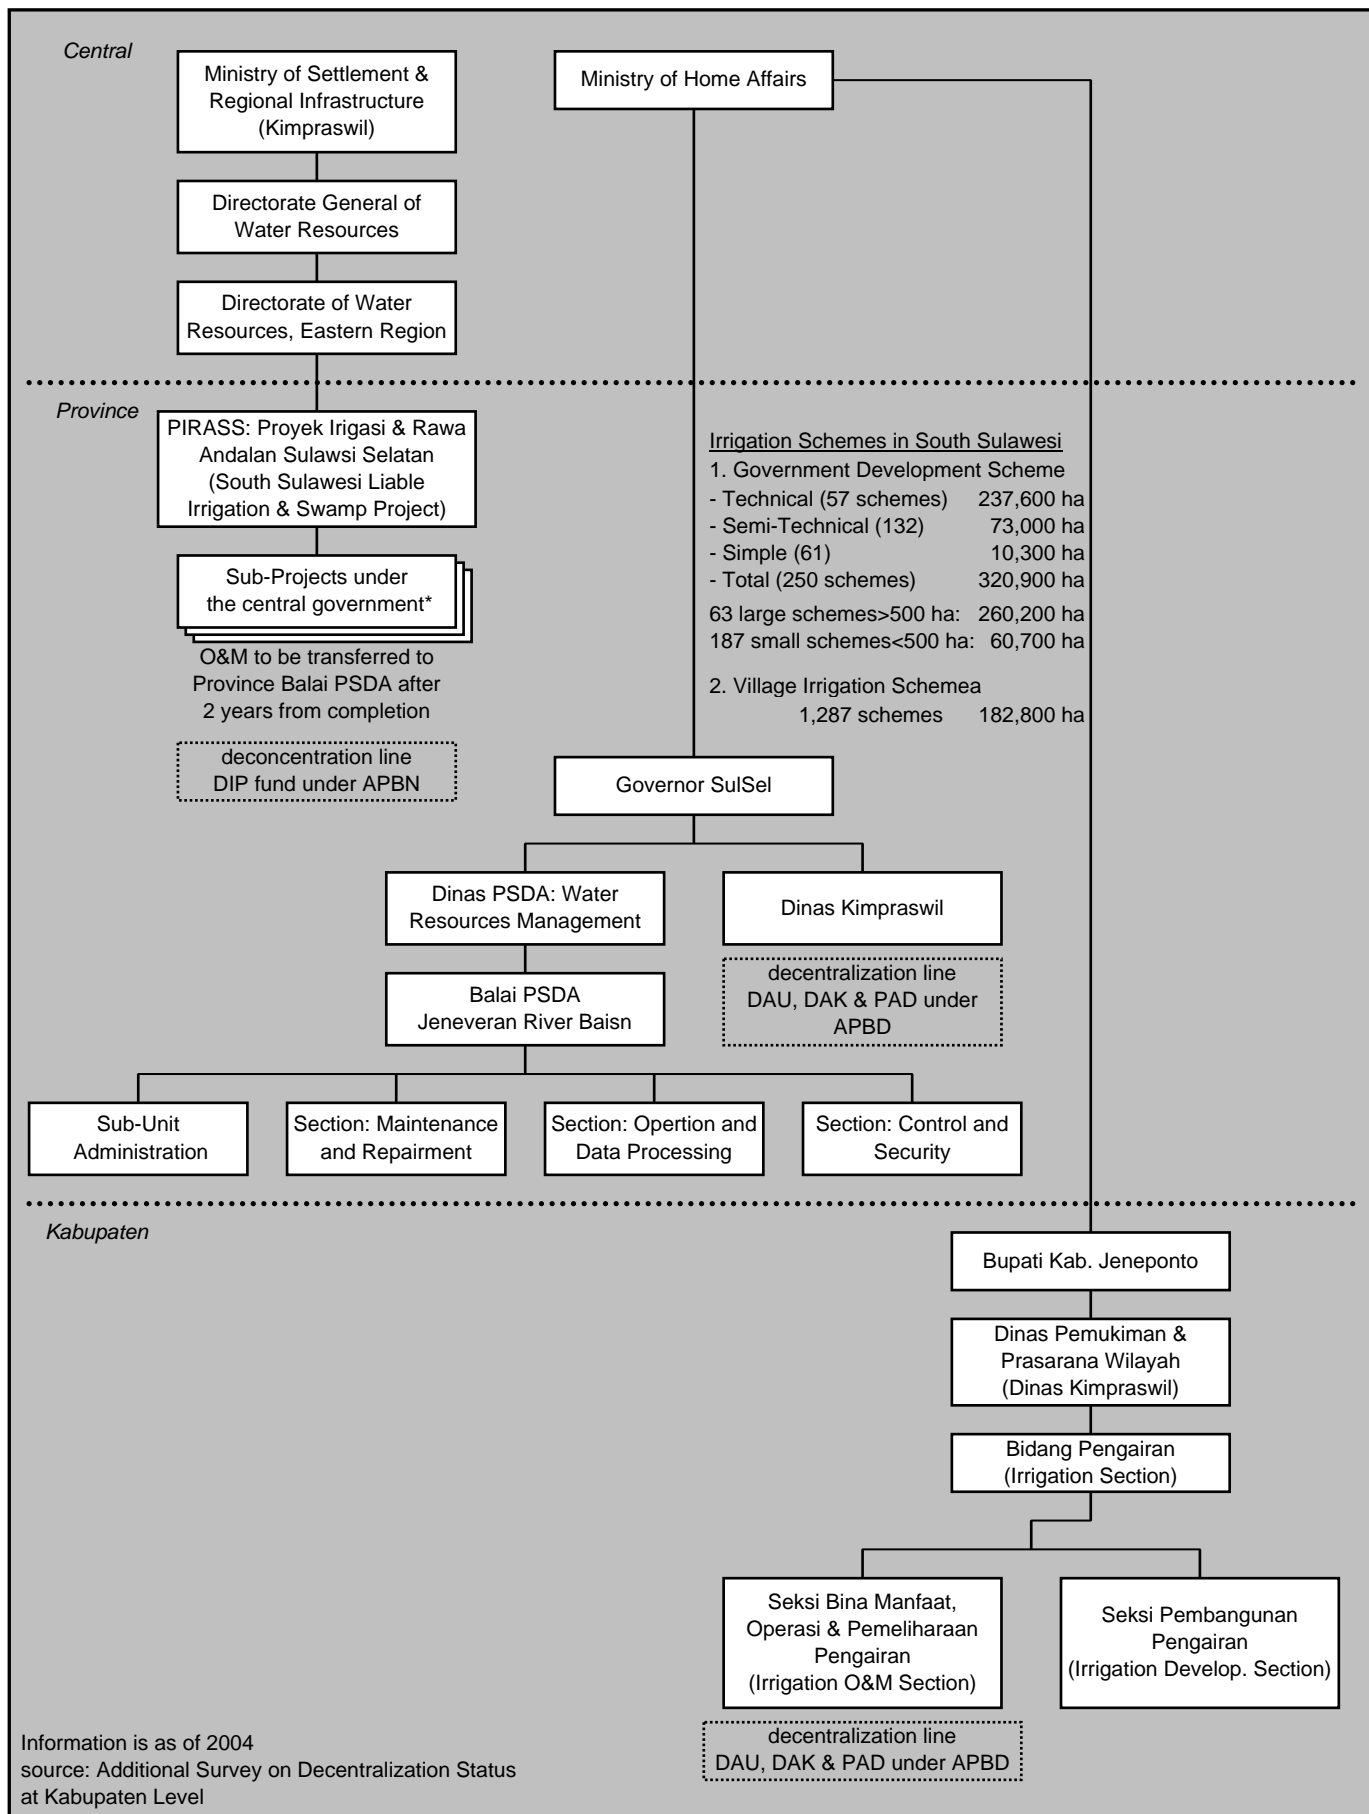 Central
Ministry of Settlement &
Regional Infrastructure
(Kimpraswil)
Ministry of Home Affairs
Directorate General of
Water Resources
Directorate of Water
Resources, Eastern Region
Province
PIRASS: Proyek Irigasi & Rawa
Andalan Sulawsi Selatan
(South Sulawesi Liable
Irrigation & Swamp Project)
Sub-Projects under
the central government*
O&M to be transferred to
Province Balai PSDA after
2 years from completion
deconcentration line
DIP fund under APBN
Irrigation Schemes in South Sulawesi
1. Government Development Scheme
- Technical (57 schemes) 237,600 ha
- Semi-Technical (132) 73,000 ha
- Simple (61) 10,300 ha
- Total (250 schemes) 320,900 ha
63 large schemes>500 ha: 260,200 ha
187 small schemes<500 ha: 60,700 ha
2. Village Irrigation Schemea
1,287 schemes 182,800 ha
Governor SulSel
Dinas PSDA: Water
Resources Management
Dinas Kimpraswil
decentralization line
DAU, DAK & PAD under
APBD
Balai PSDA
Jeneveran River Baisn
Sub-Unit
Administration
Section: Maintenance
and Repairment
Section: Opertion and
Data Processing
Section: Control and
Security
Kabupaten
Bupati Kab. Jeneponto
Dinas Pemukiman &
Prasarana Wilayah
(Dinas Kimpraswil)
Bidang Pengairan
(Irrigation Section)
Seksi Bina Manfaat,
Operasi & Pemeliharaan
Pengairan
(Irrigation O&M Section)
Seksi Pembangunan
Pengairan
(Irrigation Develop. Section)
decentralization line
DAU, DAK & PAD under APBD
Information is as of 2004
source: Additional Survey on Decentralization Status
at Kabupaten Level